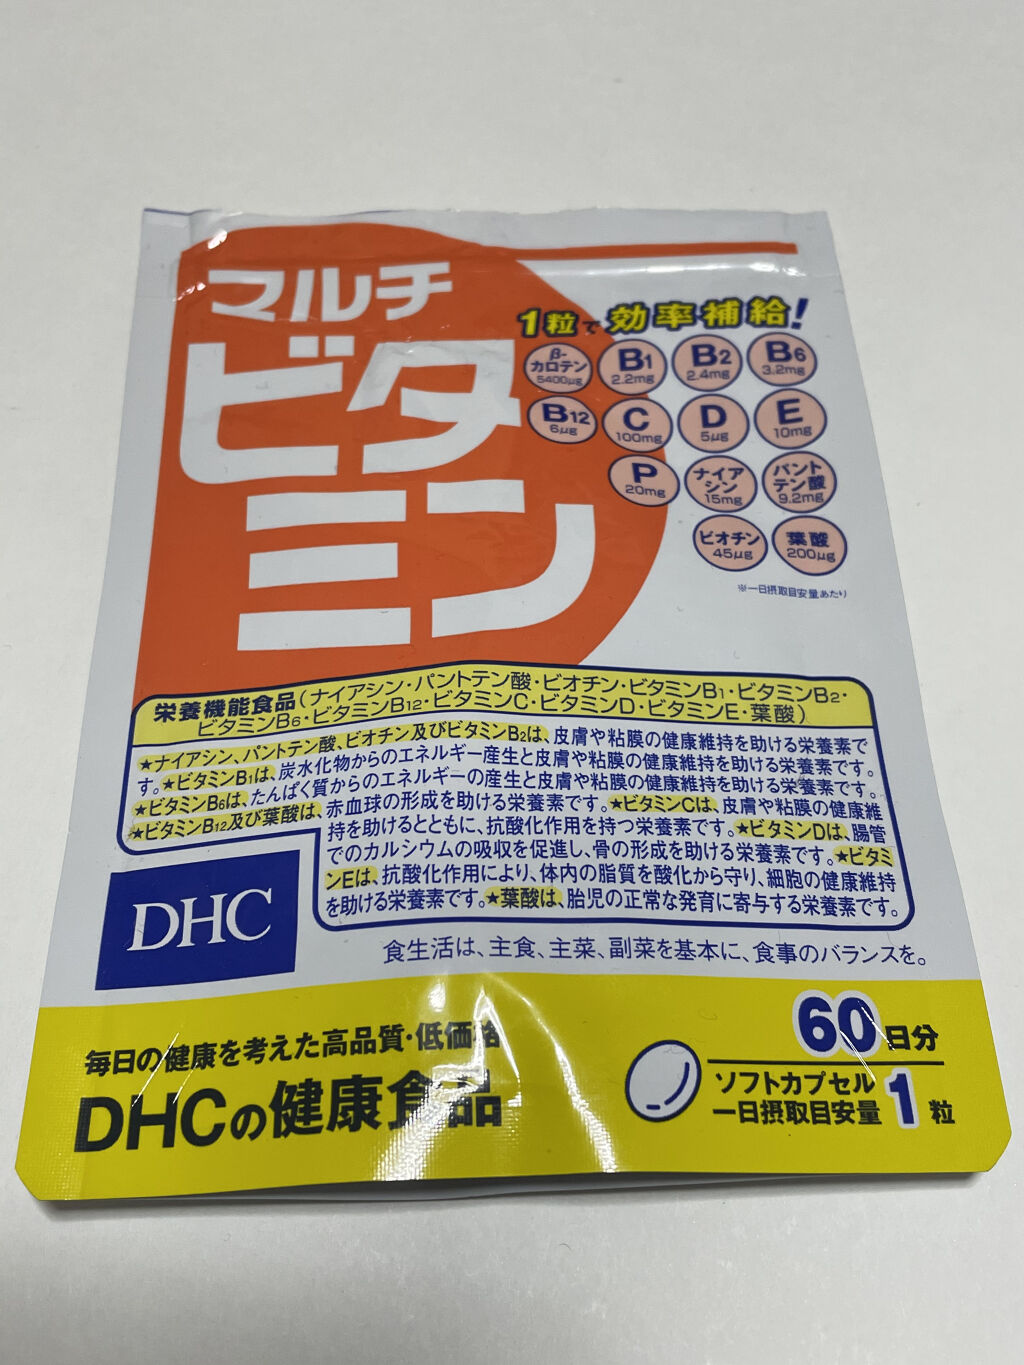 マルチ
ビタ
ミン
1粒で効率補給!
β-カロテン 5400μg
B1 2.2mg
B2 2.4mg
B6 3.2mg
B12 6μg
C 100mg
D 5μg
E 10mg
P 20mg
ナイアシン 15mg
パントテン酸 9.2mg
ビオチン 45μg
葉酸 200μg
※一日摂取目安量あたり
栄養機能食品(ナイアシン・パントテン酸・ビオチン・ビタミンB1・ビタミンB2・
ビタミンB6・ビタミンB12・ビタミンC・ビタミンD・ビタミンE・葉酸)
★ナイアシン、パントテン酸、ビオチン及びビタミンB2は、皮膚や粘膜の健康維持を助ける栄養素で
す。★ビタミンB1は、炭水化物からのエネルギー産生と皮膚や粘膜の健康維持を助ける栄養素です。
★ビタミンB6は、たんぱく質からのエネルギーの産生と皮膚や粘膜の健康維持を助ける栄養素です。
★ビタミンB12及び葉酸は、赤血球の形成を助ける栄養素です。★ビタミンCは、皮膚や粘膜の健康維
持を助けるとともに、抗酸化作用を持つ栄養素です。★ビタミンDは、腸管
でのカルシウムの吸収を促進し、骨の形成を助ける栄養素です。★ビタミ
ンEは、抗酸化作用により、体内の脂質を酸化から守り、細胞の健康維持
を助ける栄養素です。★葉酸は、胎児の正常な発育に寄与する栄養素です。
DHC
食生活は、主食、主菜、副菜を基本に、食事のバランスを。
毎日の健康を考えた高品質・低価格
DHCの健康食品
60日分
ソフトカプセル
一日摂取目安量 1粒